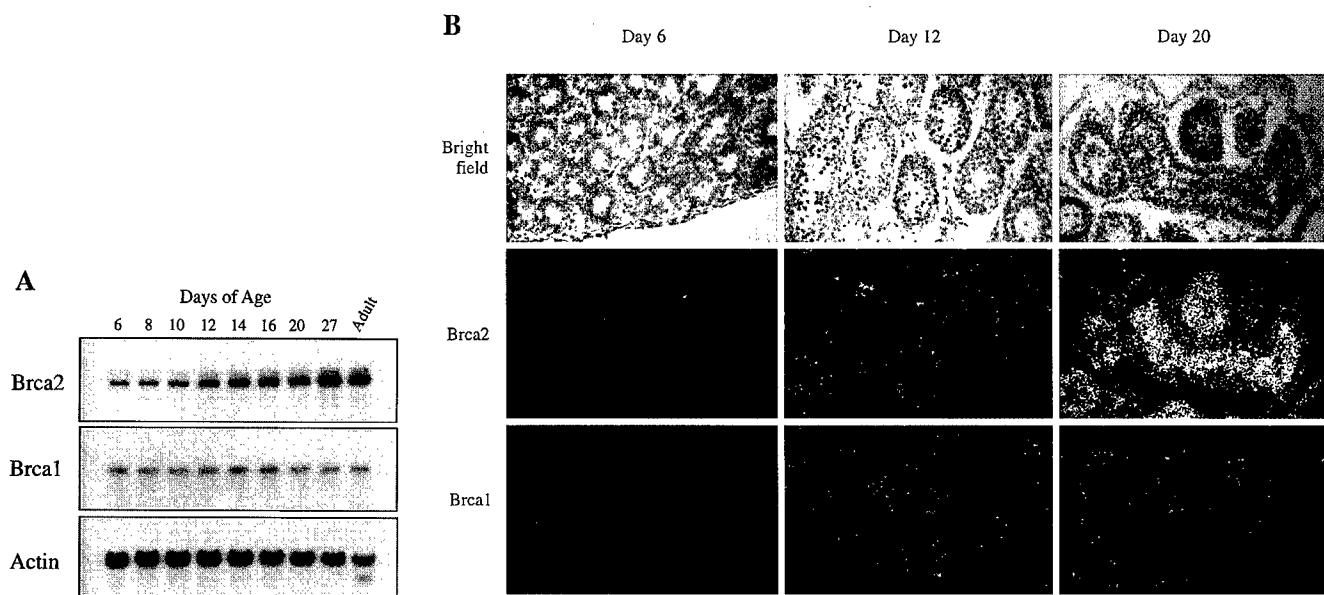 A
Days of Age
6 8 10 12 14 16 20 27 Adult
Brca2
Brca1
Actin
B
Day 6 Day 12 Day 20
Bright
field
Brca2
Brca1